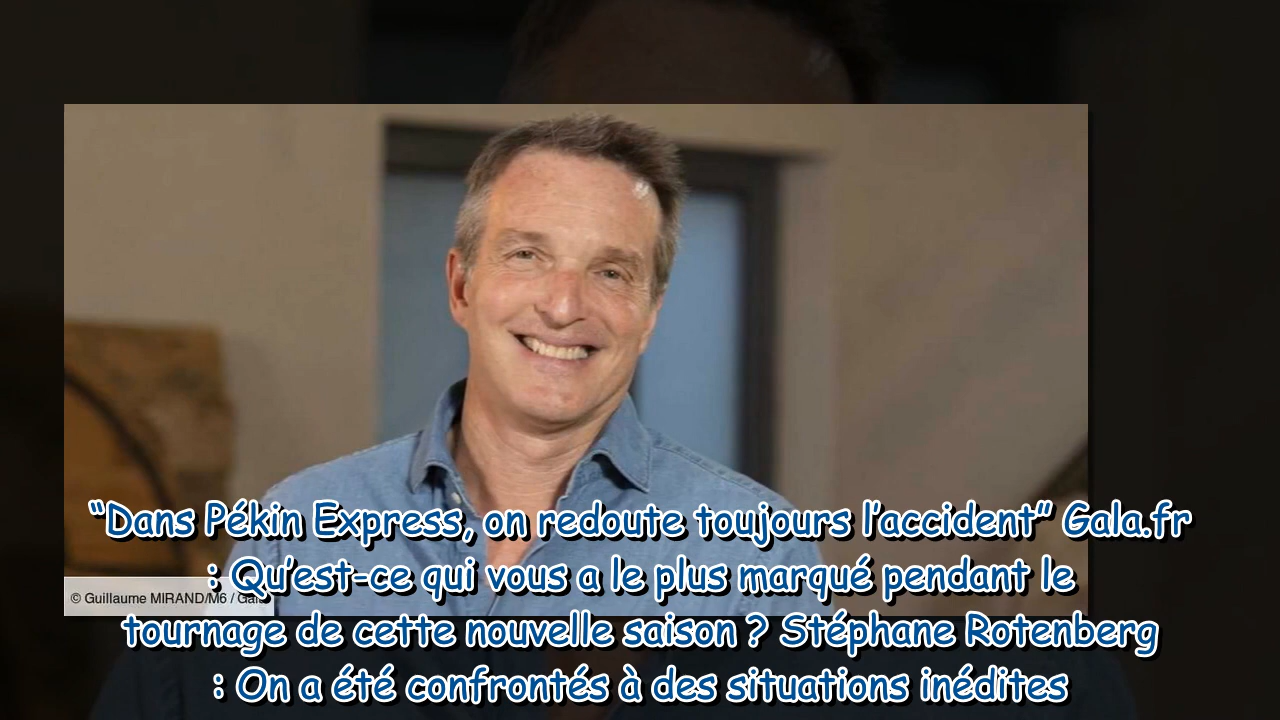 “Dans Pékin Express, on redoute toujours l’accident” Gala.fr
: Qu’est-ce qui vous a le plus marqué pendant le
© Guillaume MIRAND/M6 / Gala
tournage de cette nouvelle saison ? Stéphane Rotenberg
: On a été confrontés à des situations inédites